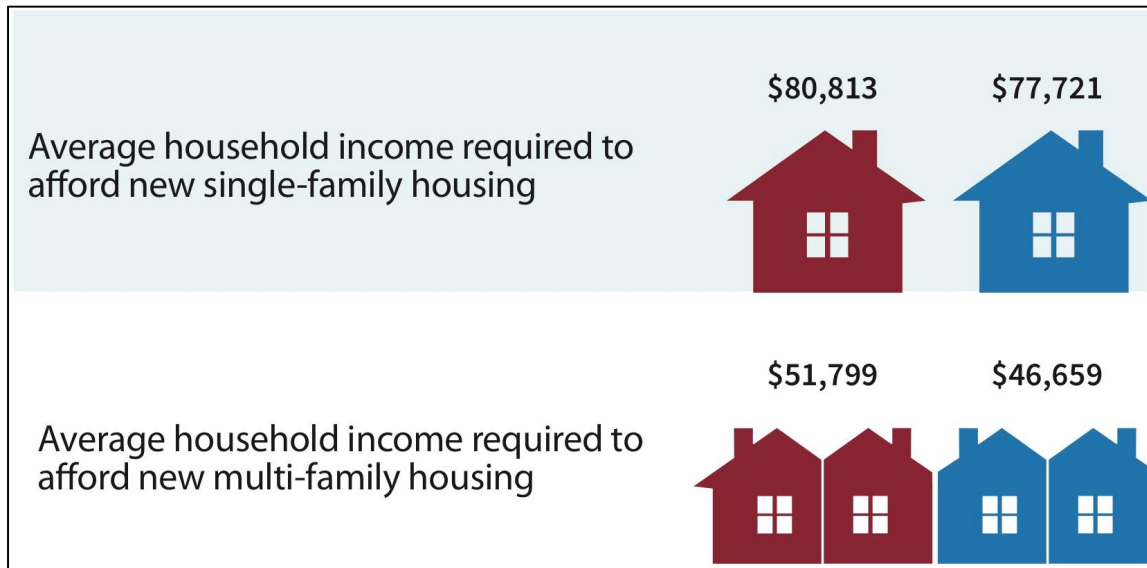 $80,813 $77,721
Average household income required to
afford new single-family housing
$51,799 $46,659
Average household income required to
afford new multi-family housing